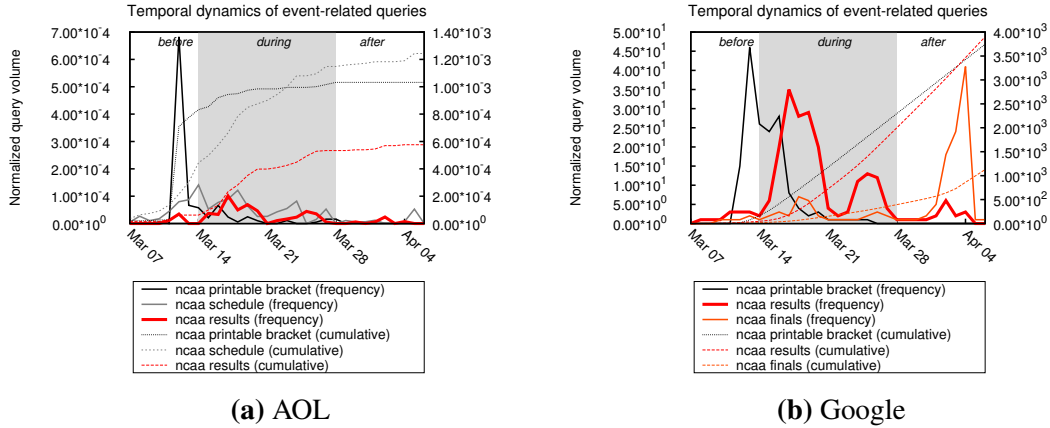 Temporal dynamics of event-related queries
before during after
Normalized query volume
7.00*10^-4
6.00*10^-4
5.00*10^-4
4.00*10^-4
3.00*10^-4
2.00*10^-4
1.00*10^-4
0.00*10^0
1.40*10^-3
1.20*10^-3
1.00*10^-3
8.00*10^-4
6.00*10^-4
4.00*10^-4
2.00*10^-4
0.00*10^0
Mar 07 Mar 14 Mar 21 Mar 28 Apr 04
ncaa printable bracket (frequency)
ncaa schedule (frequency)
ncaa results (frequency)
ncaa printable bracket (cumulative)
ncaa schedule (cumulative)
ncaa results (cumulative)
(a) AOL
Temporal dynamics of event-related queries
before during after
Normalized query volume
5.00*10^1
4.50*10^1
4.00*10^1
3.50*10^1
3.00*10^1
2.50*10^1
2.00*10^1
1.50*10^1
1.00*10^1
5.00*10^0
0.00*10^0
4.00*10^3
3.50*10^3
3.00*10^3
2.50*10^3
2.00*10^3
1.50*10^3
1.00*10^3
5.00*10^2
0.00*10^0
Mar 07 Mar 14 Mar 21 Mar 28 Apr 04
ncaa printable bracket (frequency)
ncaa results (frequency)
ncaa finals (frequency)
ncaa printable bracket (cumulative)
ncaa results (cumulative)
ncaa finals (cumulative)
(b) Google